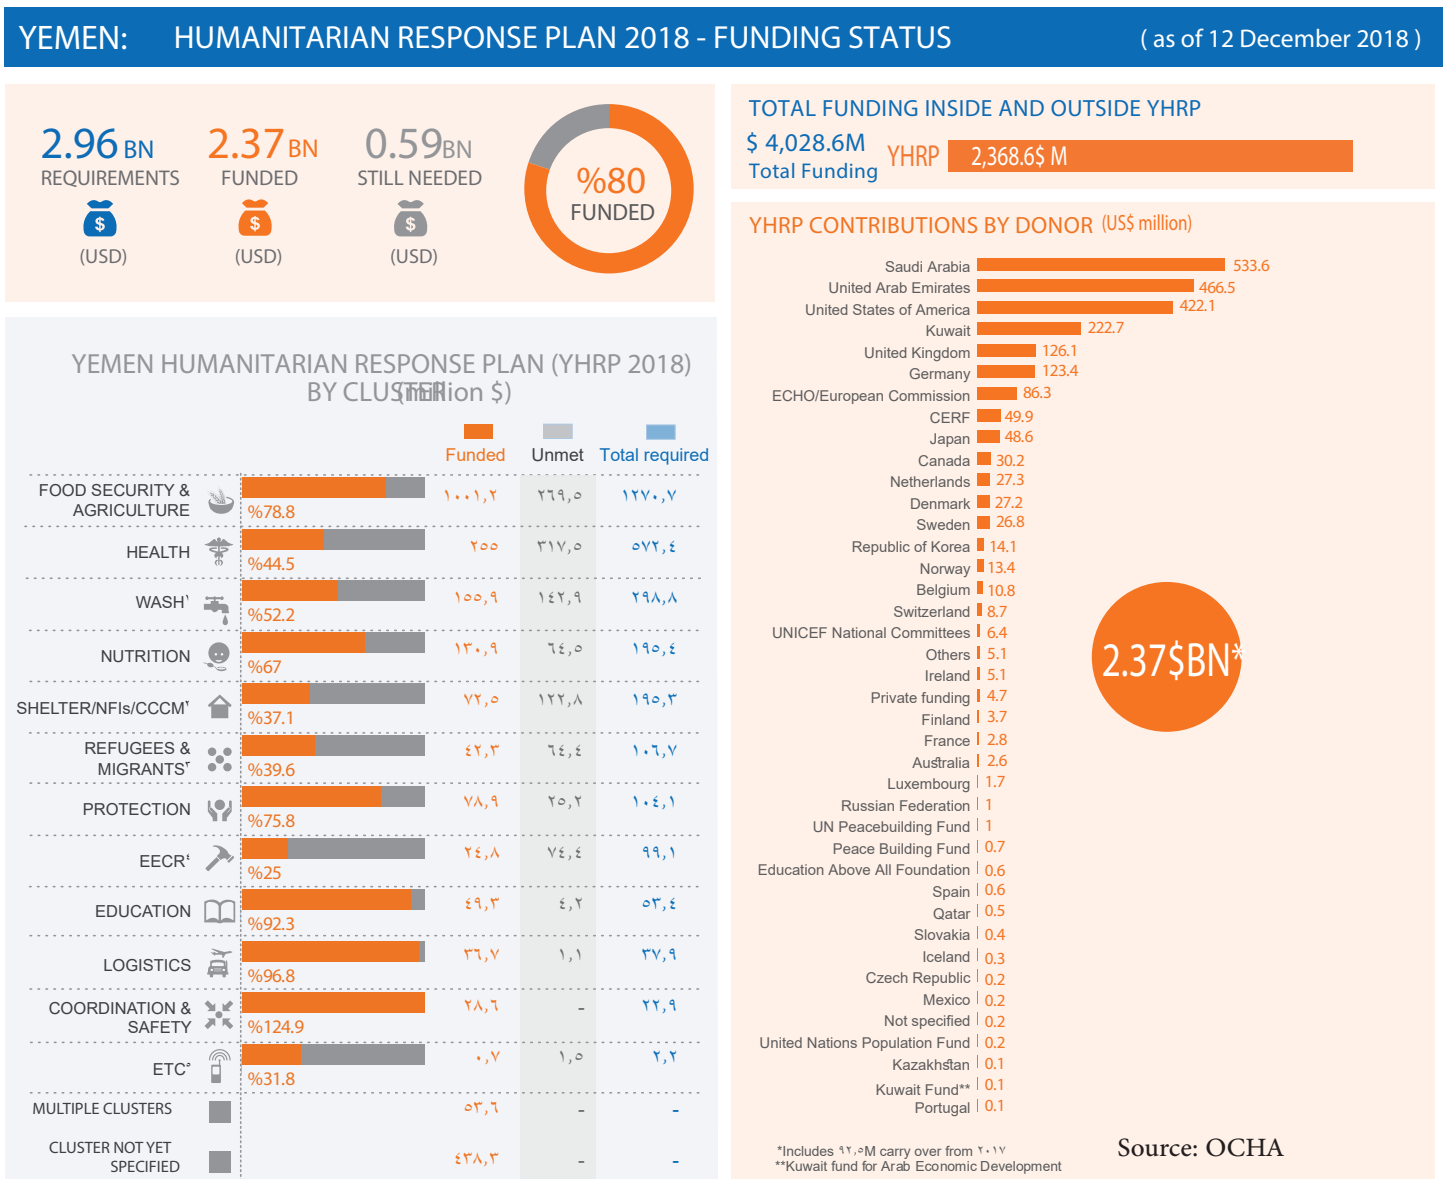 YEMEN: HUMANITARIAN RESPONSE PLAN 2018 - FUNDING STATUS ( as of 12 December 2018 )
2.96 BN 2.37 BN 0.59BN
REQUIREMENTS FUNDED STILL NEEDED
$ $ $
(USD) (USD) (USD)
%80
FUNDED
YEMEN HUMANITARIAN RESPONSE PLAN (YHRP 2018)
BY CLUSTER (million $)
Funded Unmet Total required
FOOD SECURITY &
AGRICULTURE
%78.8
١٠٠١,٢ ٢٦٩,٥ ١٢٧٠,٧
HEALTH
%44.5
٢٥٥ ٣١٧,٥ ٥٧٢,٤
WASH١
%52.2
١٥٥,٩ ١٤٢,٩ ٢٩٨,٨
NUTRITION
%67
١٣٠,٩ ٦٤,٥ ١٩٥,٤
SHELTER/NFIs/CCCM٢
%37.1
٧٢,٥ ١٢٢,٨ ١٩٥,٣
REFUGEES &
MIGRANTS٣
%39.6
٤٢,٣ ٦٤,٤ ١٠٦,٧
PROTECTION
%75.8
٧٨,٩ ٢٥,٢ ١٠٤,١
EECR٤
%25
٢٤,٨ ٧٤,٤ ٩٩,١
EDUCATION
%92.3
٤٩,٣ ٤,٢ ٥٣,٤
LOGISTICS
%96.8
٣٦,٧ ١,١ ٣٧,٩
COORDINATION &
SAFETY
%124.9
٢٨,٦ - ٢٢,٩
ETC٥
%31.8
٠,٧ ١,٥ ٢,٢
MULTIPLE CLUSTERS ٥٣,٦ - -
CLUSTER NOT YET
SPECIFIED
٤٣٨,٣ - -
TOTAL FUNDING INSIDE AND OUTSIDE YHRP
$ 4,028.6M
Total Funding
YHRP 2,368.6$ M
YHRP CONTRIBUTIONS BY DONOR (US$ million)
Saudi Arabia 533.6
United Arab Emirates 466.5
United States of America 422.1
Kuwait 222.7
United Kingdom 126.1
Germany 123.4
ECHO/European Commission 86.3
CERF 49.9
Japan 48.6
Canada 30.2
Netherlands 27.3
Denmark 27.2
Sweden 26.8
Republic of Korea 14.1
Norway 13.4
Belgium 10.8
Switzerland 8.7
UNICEF National Committees 6.4
Others 5.1
Ireland 5.1
Private funding 4.7
Finland 3.7
France 2.8
Australia 2.6
Luxembourg 1.7
Russian Federation 1
UN Peacebuilding Fund 1
Peace Building Fund 0.7
Education Above All Foundation 0.6
Spain 0.6
Qatar 0.5
Slovakia 0.4
Iceland 0.3
Czech Republic 0.2
Mexico 0.2
Not specified 0.2
United Nations Population Fund 0.2
Kazakhstan 0.1
Kuwait Fund** 0.1
Portugal 0.1
2.37$BN*
*Includes ٩٢,٥M carry over from ٢٠١٧
**Kuwait fund for Arab Economic Development
Source: OCHA